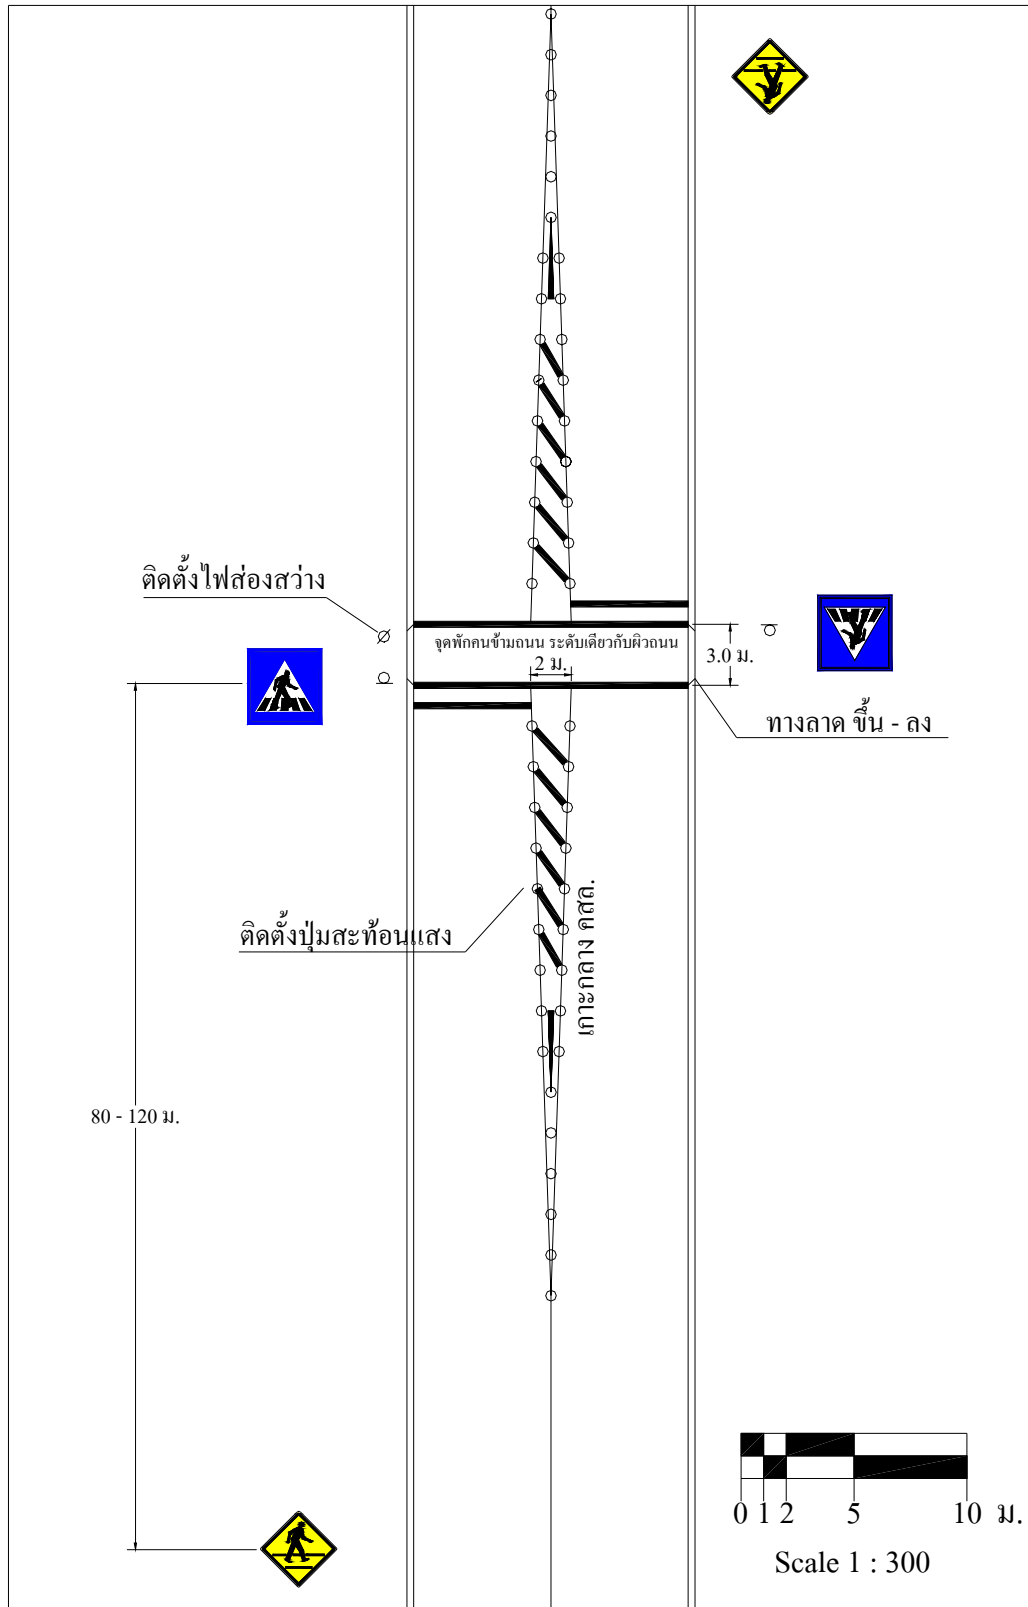 ติดตั้งไฟส่องสว่าง
จุดพักคนข้ามถนน ระดับเดียวกับผิวถนน
2 ม.
3.0 ม.
ทางลาด ขึ้น - ลง
ติดตั้งปุ่มสะท้อนแสง
เกาะกลาง คสล.
80 - 120 ม.
0 1 2 5 10 ม.
Scale 1 : 300